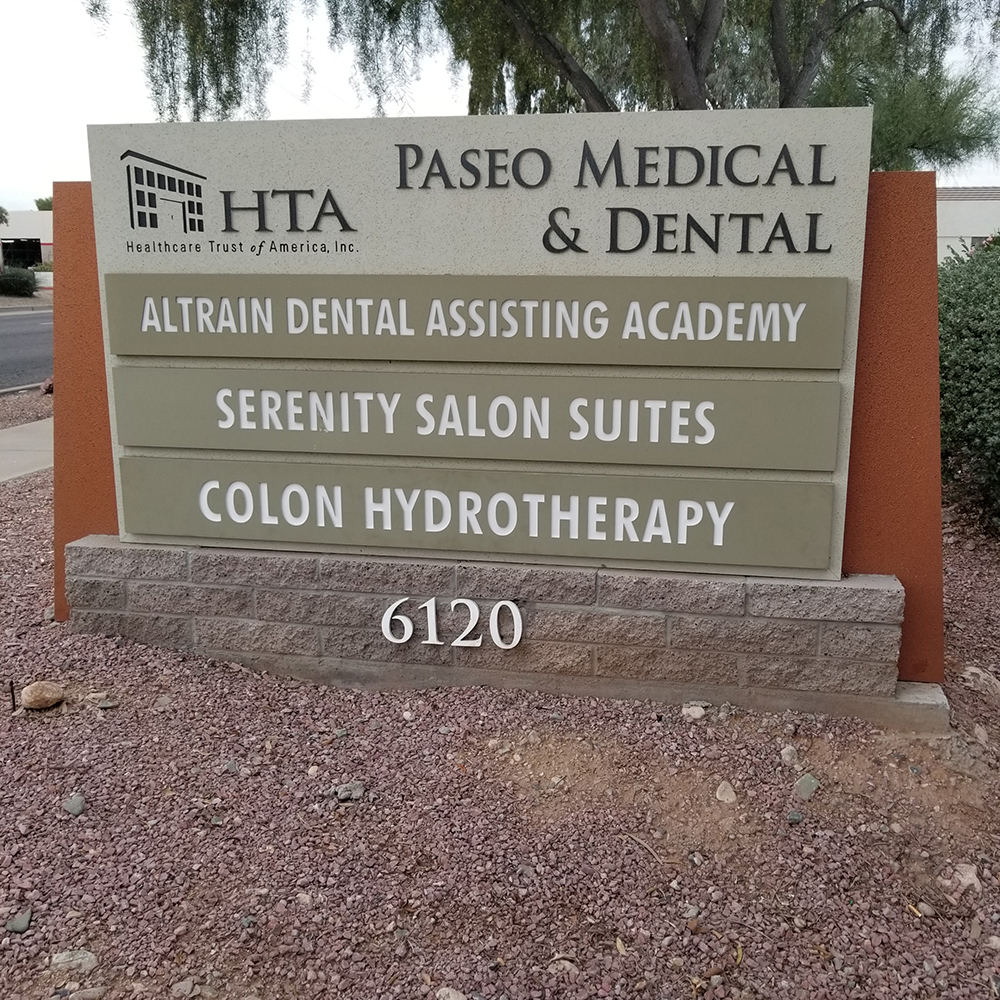 HTA
Healthcare Trust of America, Inc.
PASEO MEDICAL
& DENTAL
ALTRAIN DENTAL ASSISTING ACADEMY
SERENITY SALON SUITES
COLON HYDROTHERAPY
6120